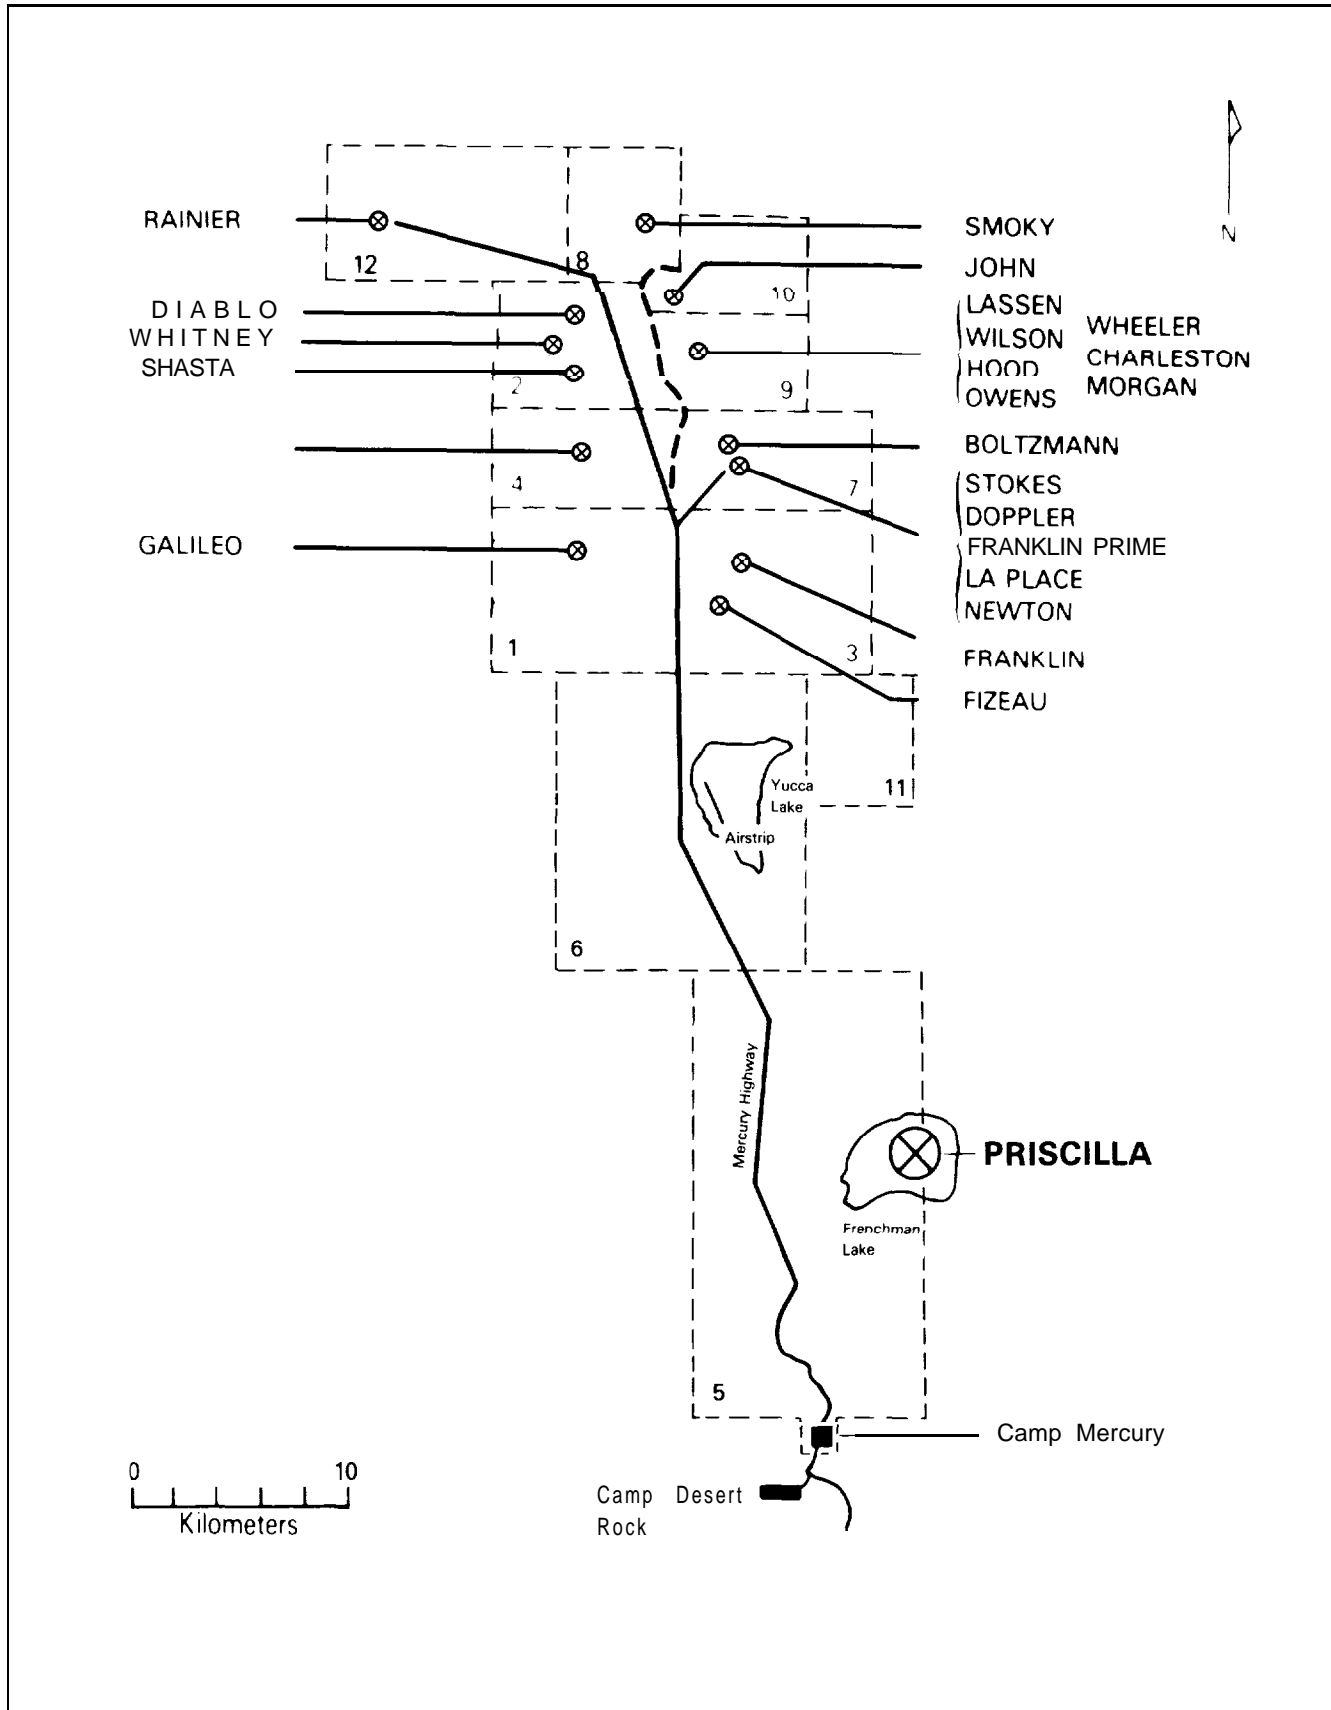 N
RAINIER
SMOKY
12
8
JOHN
10
DIABLO
LASSEN
WHITNEY
WILSON
WHEELER
SHASTA
HOOD
CHARLESTON
2
9
OWENS
MORGAN
BOLTZMANN
4
7
STOKES
DOPPLER
GALILEO
FRANKLIN PRIME
LA PLACE
NEWTON
1
3
FRANKLIN
FIZEAU
11
Yucca
Lake
Airstrip
6
Mercury Highway
PRISCILLA
Frenchman
Lake
5
Camp Mercury
0 10
Kilometers
Camp Desert
Rock